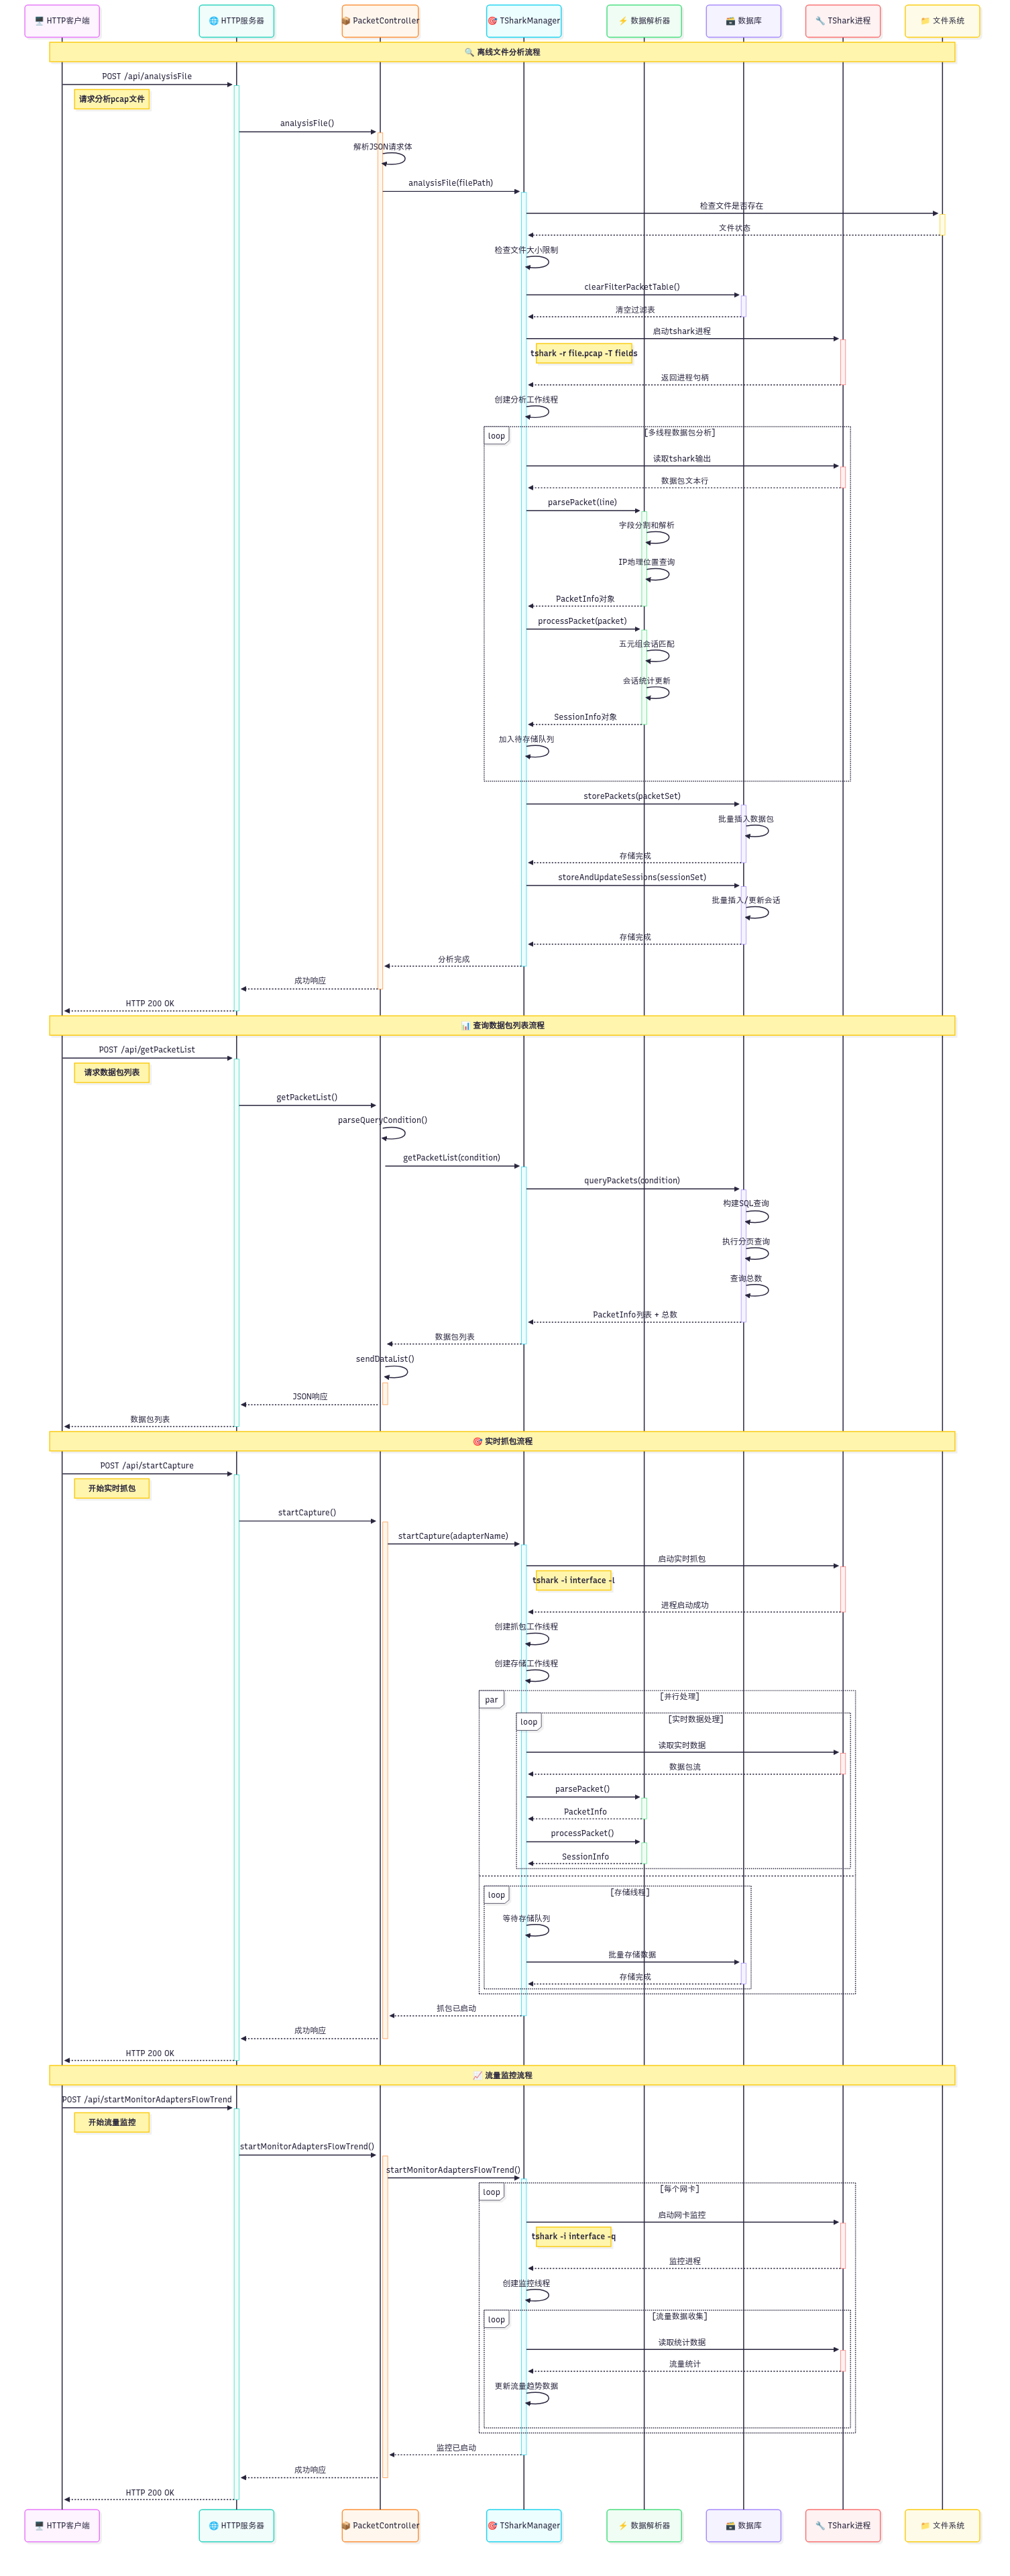 🖥️ HTTP客户端
🌐 HTTP服务器
📦 PacketController
🎯 TSharkManager
⚡ 数据解析器
🗃️ 数据库
🔧 TShark进程
📁 文件系统
🔍 离线文件分析流程
POST /api/analysisFile
请求分析pcap文件
analysisFile()
解析JSON请求体
analysisFile(filePath)
检查文件是否存在
文件状态
检查文件大小限制
clearFilterPacketTable()
清空过滤表
启动tshark进程
tshark -r file.pcap -T fields
返回进程句柄
创建分析工作线程
loop
[多线程数据包分析]
读取tshark输出
数据包文本行
parsePacket(line)
字段分割和解析
IP地理位置查询
PacketInfo对象
processPacket(packet)
五元组会话匹配
会话统计更新
SessionInfo对象
加入待存储队列
storePackets(packetSet)
批量插入数据包
存储完成
storeAndUpdateSessions(sessionSet)
批量插入/更新会话
存储完成
分析完成
成功响应
HTTP 200 OK
📊 查询数据包列表流程
POST /api/getPacketList
请求数据包列表
getPacketList()
parseQueryCondition()
getPacketList(condition)
queryPackets(condition)
构建SQL查询
执行分页查询
查询总数
PacketInfo列表 + 总数
数据包列表
sendDataList()
JSON响应
数据包列表
🎯 实时抓包流程
POST /api/startCapture
开始实时抓包
startCapture()
startCapture(adapterName)
启动实时抓包
tshark -i interface -l
进程启动成功
创建抓包工作线程
创建存储工作线程
par
[并行处理]
loop
[实时数据处理]
读取实时数据
数据包流
parsePacket()
PacketInfo
processPacket()
SessionInfo
loop
[存储线程]
等待存储队列
批量存储数据
存储完成
抓包已启动
成功响应
HTTP 200 OK
📈 流量监控流程
POST /api/startMonitorAdaptersFlowTrend
开始流量监控
startMonitorAdaptersFlowTrend()
startMonitorAdaptersFlowTrend()
loop
[每个网卡]
启动网卡监控
tshark -i interface -q
监控进程
创建监控线程
loop
[流量数据收集]
读取统计数据
流量统计
更新流量趋势数据
监控已启动
成功响应
HTTP 200 OK
🖥️ HTTP客户端
🌐 HTTP服务器
📦 PacketController
🎯 TSharkManager
⚡ 数据解析器
🗃️ 数据库
🔧 TShark进程
📁 文件系统